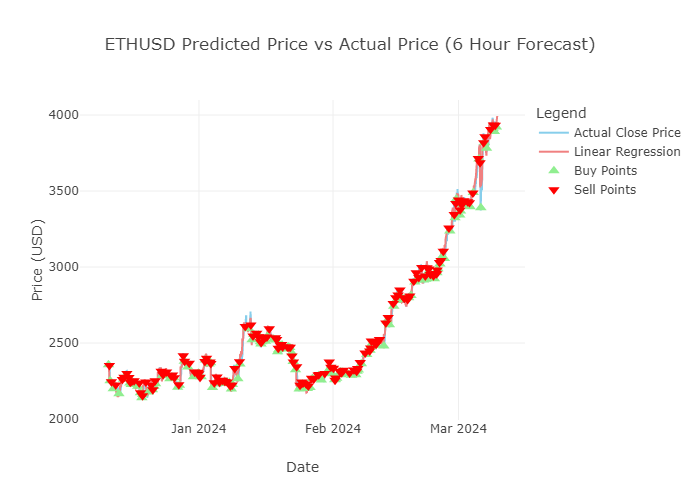 ETHUSD Predicted Price vs Actual Price (6 Hour Forecast)
Legend
Actual Close Price
Linear Regression
Buy Points
Sell Points
Price (USD)
4000
3500
3000
2500
2000
Jan 2024
Feb 2024
Mar 2024
Date